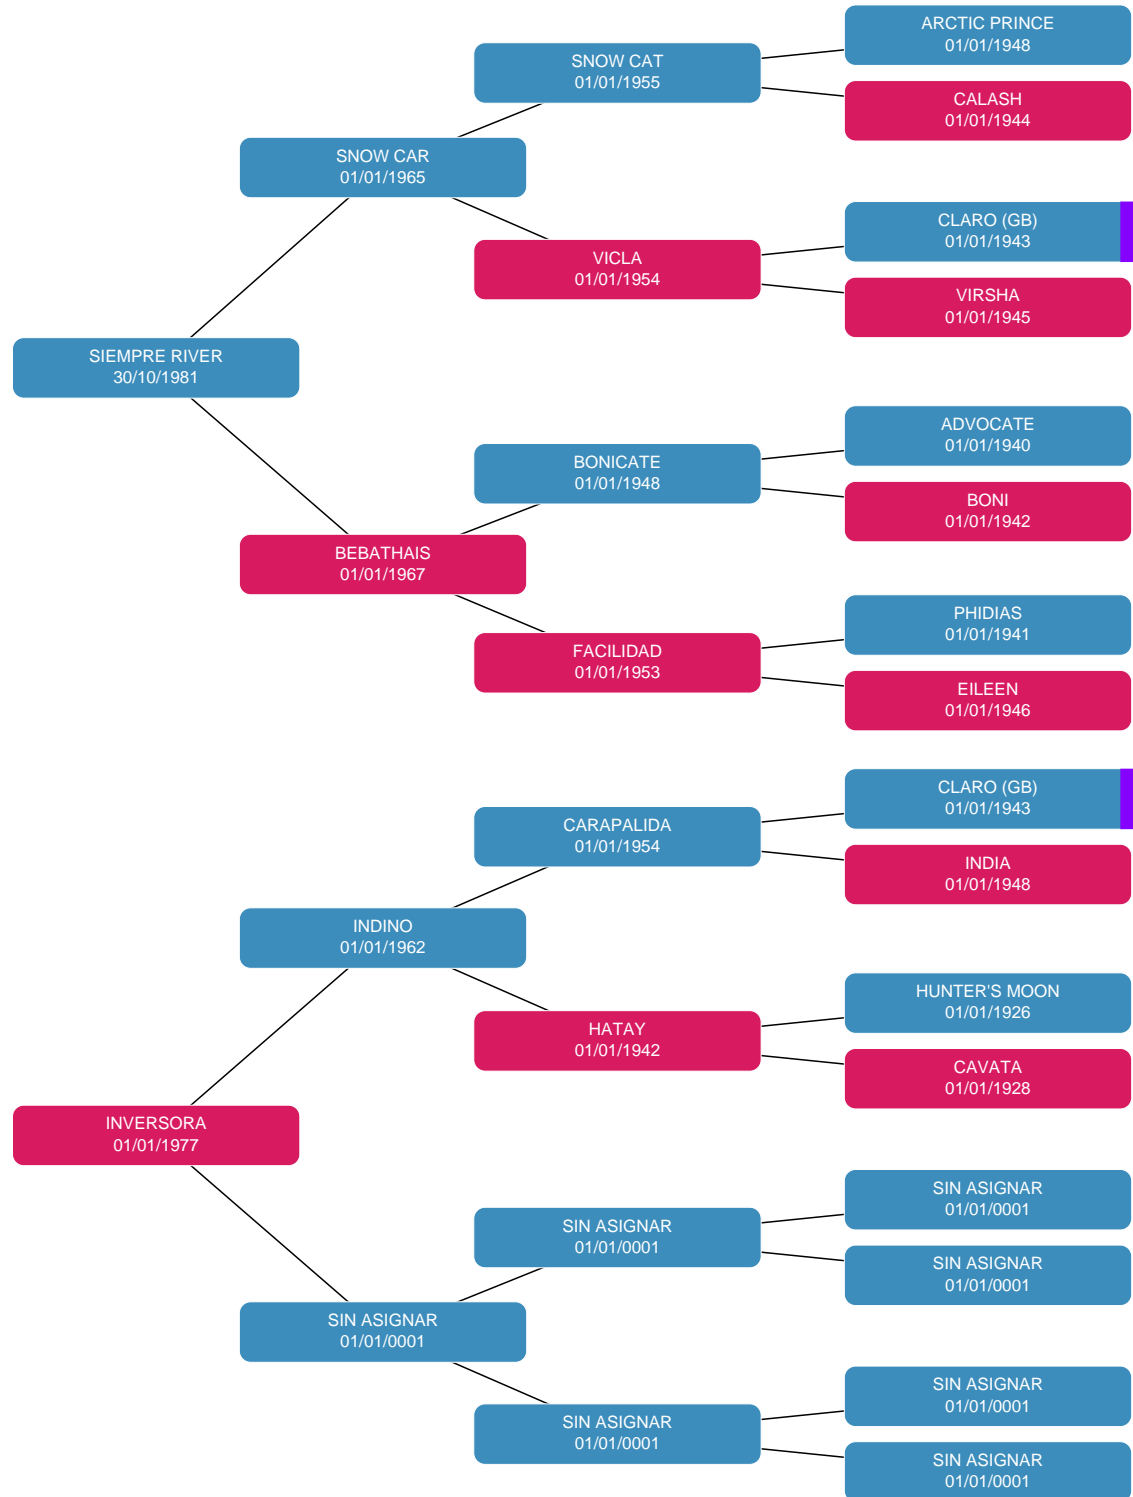 ARCTIC PRINCE
01/01/1948
SNOW CAT
01/01/1955
CALASH
01/01/1944
SNOW CAR
01/01/1965
CLARO (GB)
01/01/1943
VICLA
01/01/1954
VIRSHA
01/01/1945
SIEMPRE RIVER
30/10/1981
ADVOCATE
01/01/1940
BONICATE
01/01/1948
BONI
01/01/1942
BEBATHAIS
01/01/1967
PHIDIAS
01/01/1941
FACILIDAD
01/01/1953
EILEEN
01/01/1946
CLARO (GB)
01/01/1943
CARAPALIDA
01/01/1954
INDIA
01/01/1948
INDINO
01/01/1962
HUNTER'S MOON
01/01/1926
HATAY
01/01/1942
CAVATA
01/01/1928
INVERSORA
01/01/1977
SIN ASIGNAR
01/01/0001
SIN ASIGNAR
01/01/0001
SIN ASIGNAR
01/01/0001
SIN ASIGNAR
01/01/0001
SIN ASIGNAR
01/01/0001
SIN ASIGNAR
01/01/0001
SIN ASIGNAR
01/01/0001